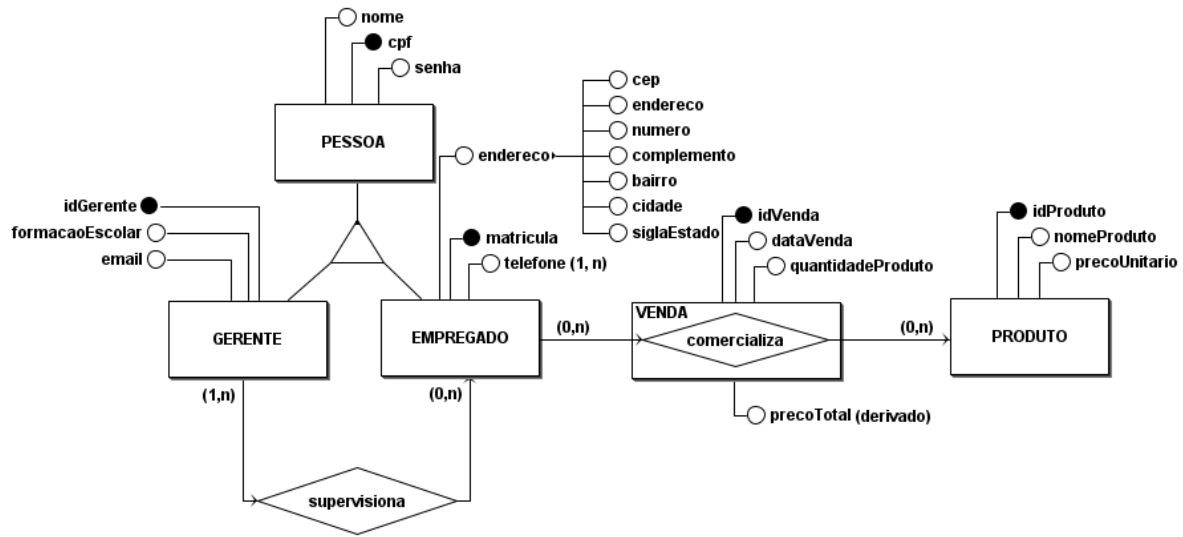 nome
cpf
senha
PESSOA
endereco
cep
endereco
numero
complemento
bairro
cidade
siglaEstado
idGerente
formacaoEscolar
email
matricula
telefone (1, n)
idVenda
dataVenda
quantidadeProduto
idProduto
nomeProduto
precoUnitario
GERENTE
EMPREGADO
(0,n)
VENDA
comercializa
(0,n)
PRODUTO
(1,n)
(0,n)
precoTotal (derivado)
supervisiona